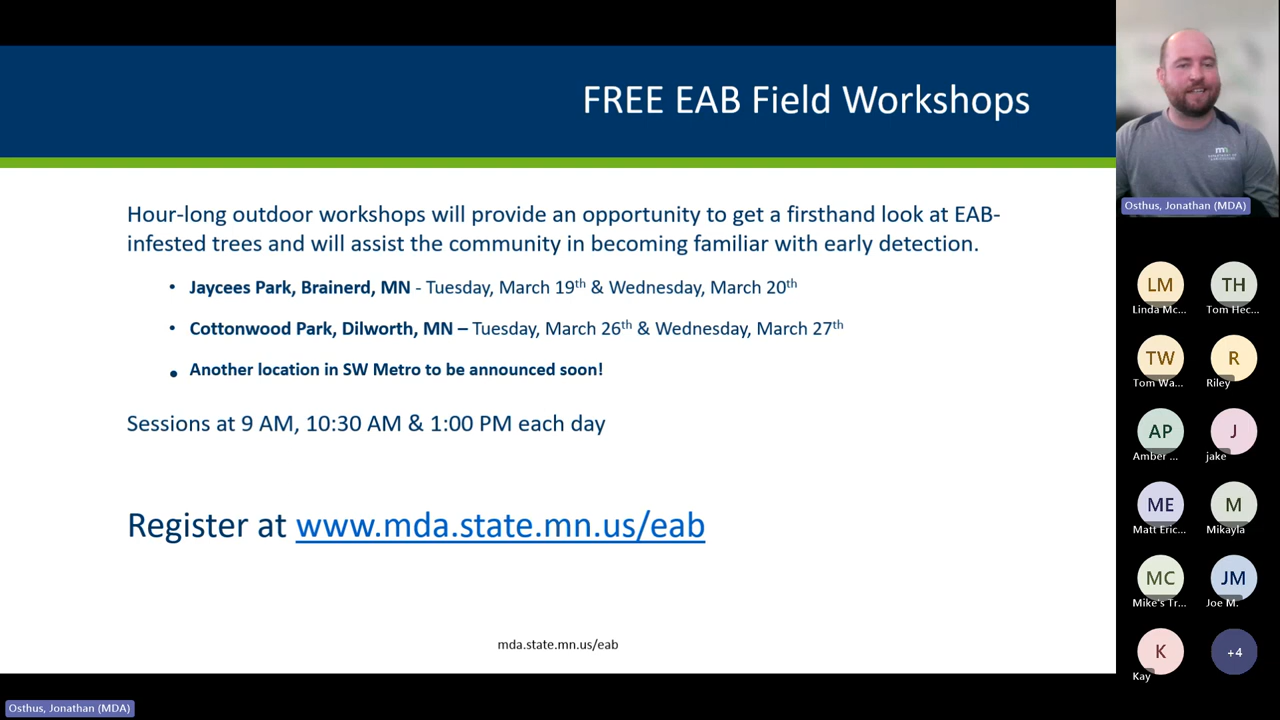 FREE EAB Field Workshops
Hour-long outdoor workshops will provide an opportunity to get a firsthand look at EAB-
infested trees and will assist the community in becoming familiar with early detection.
• Jaycees Park, Brainerd, MN - Tuesday, March 19th & Wednesday, March 20th
• Cottonwood Park, Dilworth, MN – Tuesday, March 26th & Wednesday, March 27th
• Another location in SW Metro to be announced soon!
Sessions at 9 AM, 10:30 AM & 1:00 PM each day
Register at www.mda.state.mn.us/eab
mda.state.mn.us/eab
Osthus, Jonathan (MDA)
mn
Osthus, Jonathan (MDA)
LM
Linda Mc...
TH
Tom Hec...
TW
Tom Wa...
R
Riley
AP
Amber ...
J
jake
ME
Matt Eric...
M
Mikayla
MC
Mike's Tr...
JM
Joe M.
K
Kay
+4